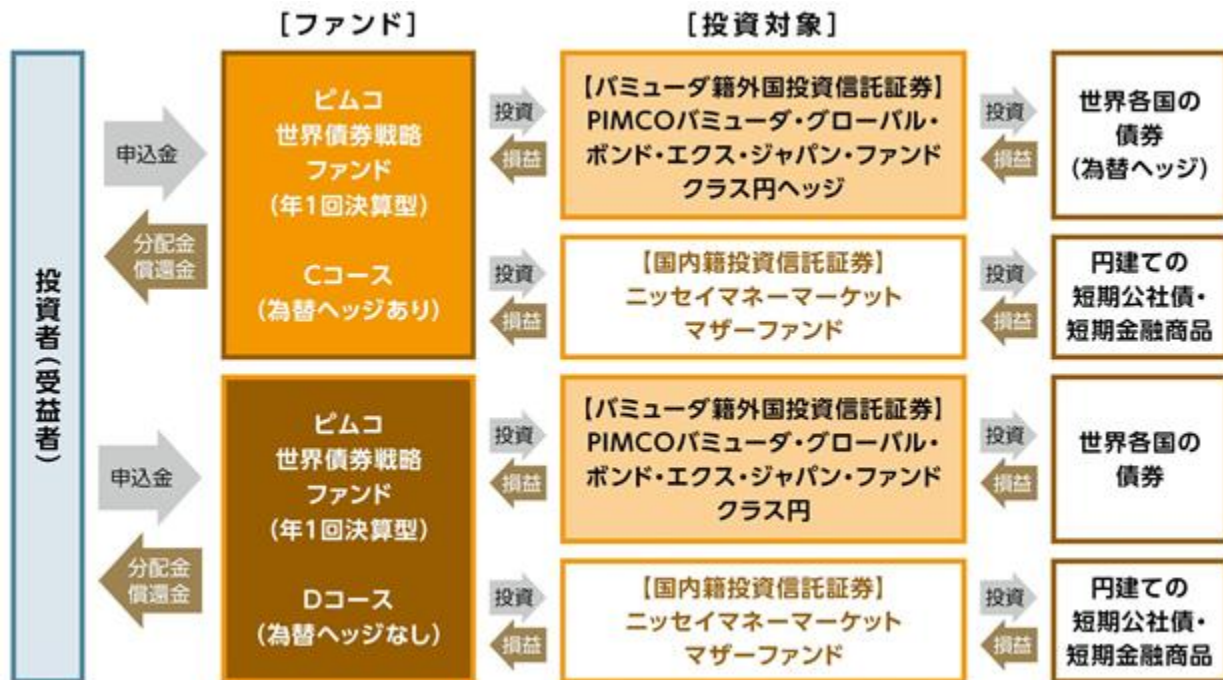 [ファンド]
[投資対象]
投資者(受益者)
申込金
分配金
償還金
ピムコ
世界債券戦略
ファンド
(年1回決算型)
Cコース
(為替ヘッジあり)
投資
損益
【バミューダ籍外国投資信託証券】
PIMCOバミューダ・グローバル・
ボンド・エクス・ジャパン・ファンド
クラス円ヘッジ
投資
損益
世界各国の
債券
(為替ヘッジ)
投資
損益
【国内籍投資信託証券】
ニッセイマネーマーケット
マザーファンド
投資
損益
円建ての
短期公社債・
短期金融商品
申込金
分配金
償還金
ピムコ
世界債券戦略
ファンド
(年1回決算型)
Dコース
(為替ヘッジなし)
投資
損益
【バミューダ籍外国投資信託証券】
PIMCOバミューダ・グローバル・
ボンド・エクス・ジャパン・ファンド
クラス円
投資
損益
世界各国の
債券
投資
損益
【国内籍投資信託証券】
ニッセイマネーマーケット
マザーファンド
投資
損益
円建ての
短期公社債・
短期金融商品